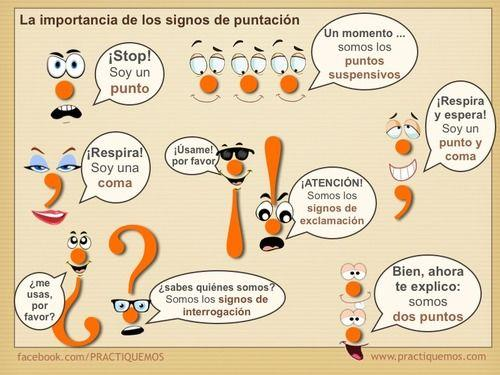 La importancia de los signos de puntación
¡Stop!
Soy un
punto
Un momento ...
somos los
puntos
suspensivos
¡Respira
y espera!
Soy un
punto y
coma
¡Respira!
Soy una
coma
¡Úsame!
por favor
¡ATENCIÓN!
Somos los
signos de
exclamación
¿me
usas,
por
favor?
¿sabes quiénes somos?
Somos los signos de
interrogación
Bien, ahora
te explico:
somos
dos puntos
facebook.com/PRACTIQUEMOS
www.practiquemos.com